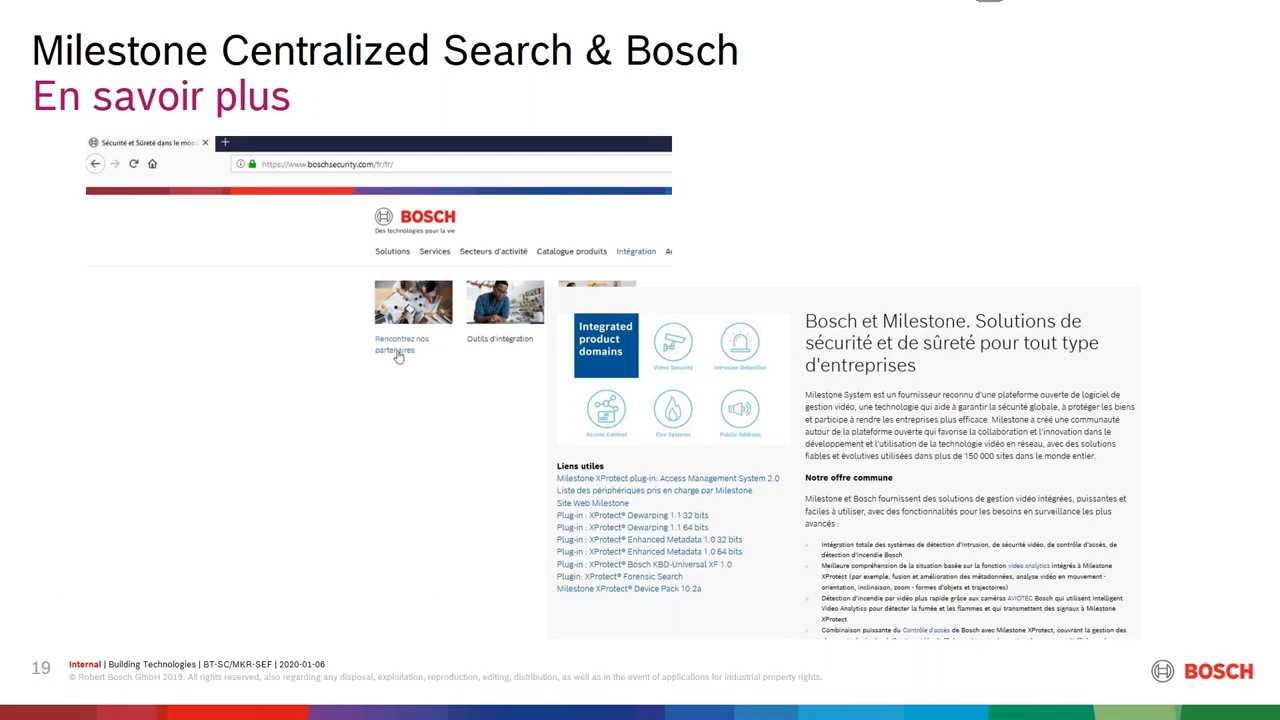 Milestone Centralized Search & Bosch
En savoir plus
Sécurité et Sûreté dans le mon
https://www.boschsecurity.com/fr/fr/
BOSCH
Des technologies pour la vie
Solutions Services Secteurs d'activité Catalogue produits Intégration A
Rencontrez nos
partenaires
Outils d'intégration
Integrated
product
domains
Video Security
Intrusion Detection
Access Control
Fire Systems
Public Address
Liens utiles
Milestone XProtect plug-in: Access Management System 2.0
Liste des périphériques pris en charge par Milestone
Site Web Milestone
Plug-in : XProtect® Dewarping 1.1 32 bits
Plug-in : XProtect® Dewarping 1.1 64 bits
Plug-in : XProtect® Enhanced Metadata 1.0 32 bits
Plug-in : XProtect® Enhanced Metadata 1.0 64 bits
Plug-in : XProtect® Bosch KBD-Universal XF 1.0
Plugin: XProtect® Forensic Search
Milestone XProtect® Device Pack 10.2a
Bosch et Milestone. Solutions de
sécurité et de sûreté pour tout type
d'entreprises
Milestone System est un fournisseur reconnu d'une plateforme ouverte de logiciel de
gestion vidéo, une technologie qui aide à garantir la sécurité globale, à protéger les biens
et participe à rendre les entreprises plus efficace. Milestone a créé une communauté
autour de la plateforme ouverte qui favorise la collaboration et l'innovation dans le
développement et l'utilisation de la technologie vidéo en réseau, avec des solutions
fiables et évolutives utilisées dans plus de 150 000 sites dans le monde entier.
Notre offre commune
Milestone et Bosch fournissent des solutions de gestion vidéo intégrées, puissantes et
faciles à utiliser, avec des fonctionnalités pour les besoins en surveillance les plus
avancés :
Intégration totale des systèmes de détection d'intrusion, de sécurité vidéo, de contrôle d'accès, de
détection d'incendie Bosch
Meilleure compréhension de la situation basée sur la fonction video analytics intégrés à Milestone
XProtect (par exemple, fusion et amélioration des métadonnées, analyse vidéo en mouvement -
orientation, inclinaison, zoom - formes d'objets et trajectoires)
Détection d'incendie par vidéo plus rapide grâce aux caméras AVIOTEC Bosch qui utilisent Intelligent
Video Analytics pour détecter la fumée et les flammes et qui transmettent des signaux à Milestone
XProtect
Combinaison puissante du Contrôle d'accès de Bosch avec Milestone XProtect, couvrant la gestion des
19
Internal | Building Technologies | BT-SC/MKR-SEF | 2020-01-06
© Robert Bosch GmbH 2019. All rights reserved, also regarding any disposal, exploitation, reproduction, editing, distribution, as well as in the event of applications for industrial property rights.
BOSCH